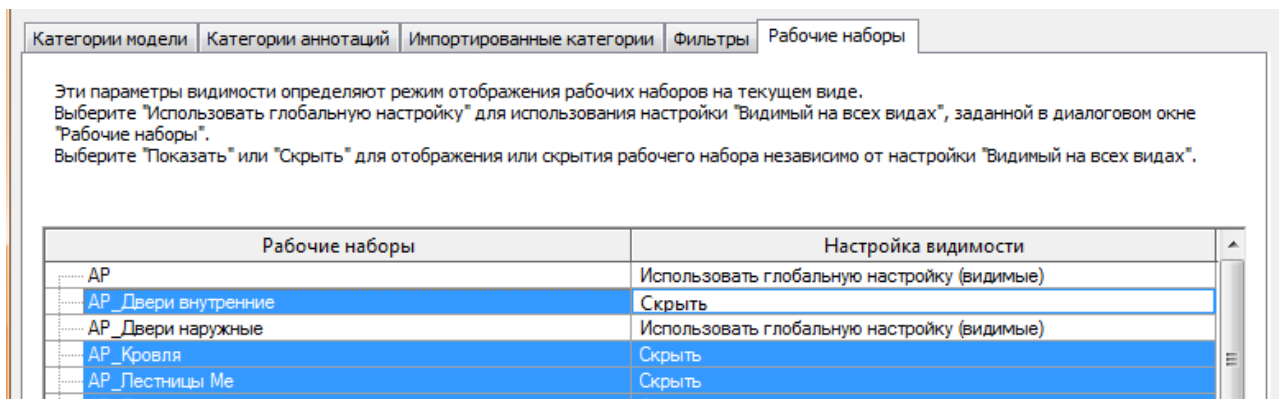 Категории модели Категории аннотаций Импортированные категории Фильтры Рабочие наборы
Эти параметры видимости определяют режим отображения рабочих наборов на текущем виде.
Выберите "Использовать глобальную настройку" для использования настройки "Видимый на всех видах", заданной в диалоговом окне
"Рабочие наборы".
Выберите "Показать" или "Скрыть" для отображения или скрытия рабочего набора независимо от настройки "Видимый на всех видах".
Рабочие наборы Настройка видимости
АР Использовать глобальную настройку (видимые)
АР_Двери внутренние Скрыть
АР_Двери наружные Использовать глобальную настройку (видимые)
АР_Кровля Скрыть
АР_Лестницы Ме Скрыть